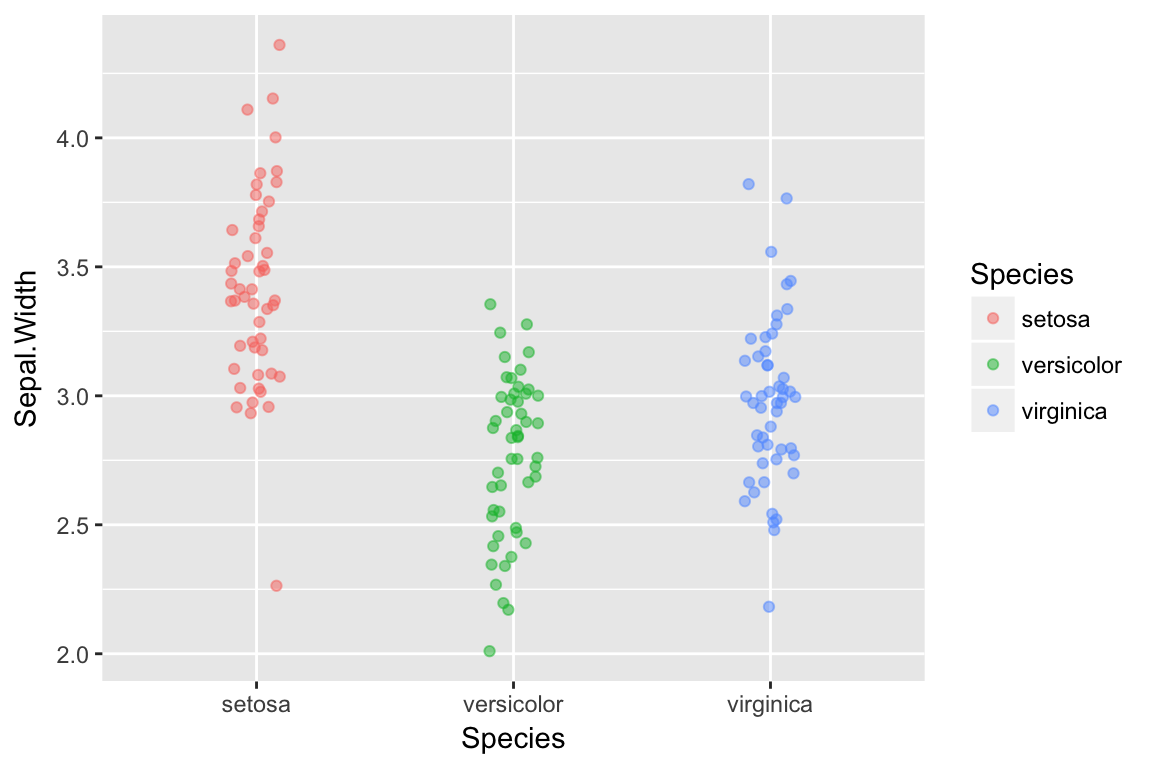 Sepal.Width
4.0
3.5
3.0
2.5
2.0
setosa versicolor virginica
Species
Species
setosa
versicolor
virginica